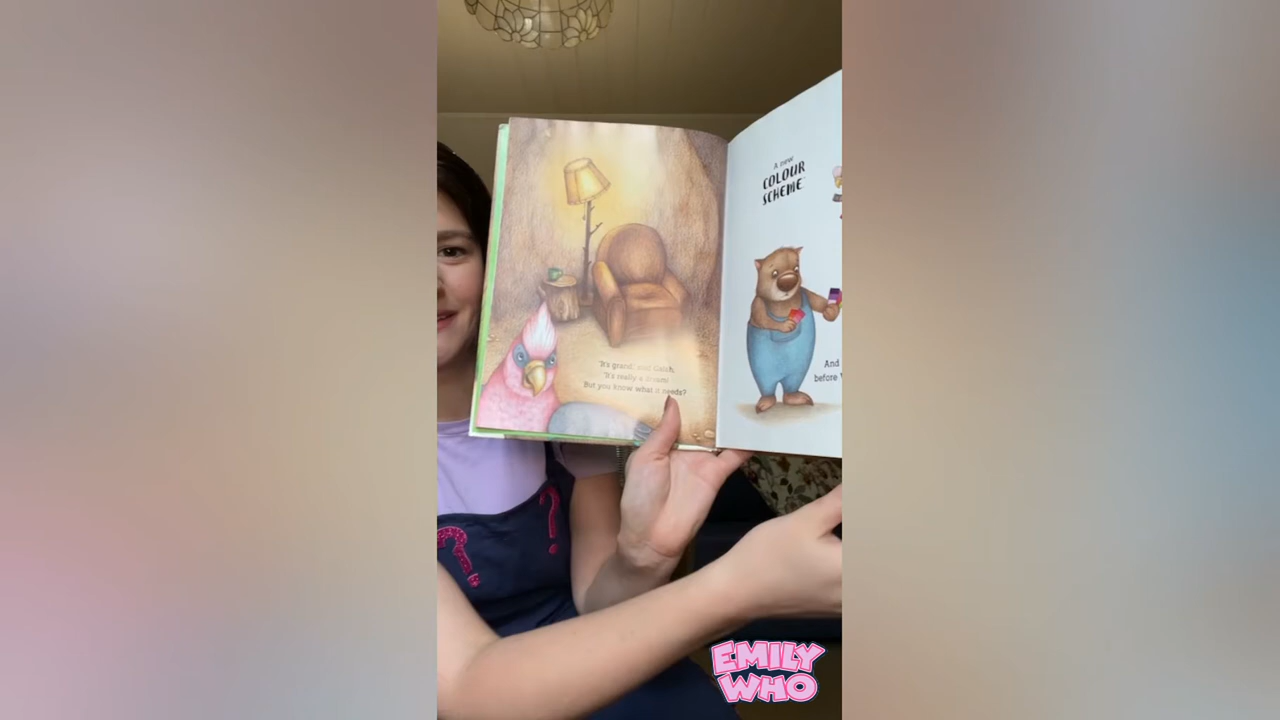 "It's grand," said Galah,
"It's really a dream!
But you know what it needs?
A new
COLOUR
SCHEME"
And
before
EMILY
WHO